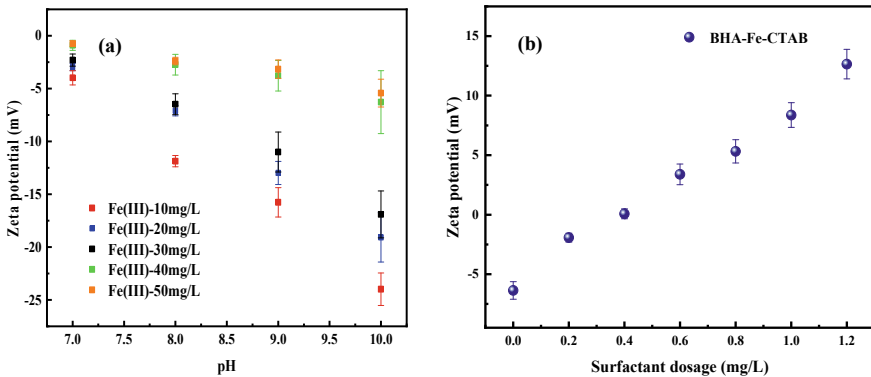 (a)
Zeta potential (mV)
0
-5
-10
-15
-20
-25
Fe(III)-10mg/L
Fe(III)-20mg/L
Fe(III)-30mg/L
Fe(III)-40mg/L
Fe(III)-50mg/L
7.0 7.5 8.0 8.5 9.0 9.5 10.0
pH
(b)
BHA-Fe-CTAB
Zeta potential (mV)
15
10
5
0
-5
0.0 0.2 0.4 0.6 0.8 1.0 1.2
Surfactant dosage (mg/L)